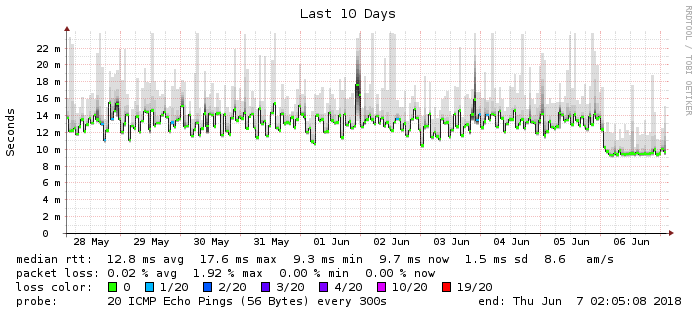 Last 10 Days
RRDTOOL / TOBI OETIKER
Seconds
22 m
20 m
18 m
16 m
14 m
12 m
10 m
8 m
6 m
4 m
2 m
0
28 May 29 May 30 May 31 May 01 Jun 02 Jun 03 Jun 04 Jun 05 Jun 06 Jun
median rtt: 12.8 ms avg 17.6 ms max 9.3 ms min 9.7 ms now 1.5 ms sd 8.6 am/s
packet loss: 0.02 % avg 1.92 % max 0.00 % min 0.00 % now
loss color: 0 1/20 2/20 3/20 4/20 10/20 19/20
probe: 20 ICMP Echo Pings (56 Bytes) every 300s end: Thu Jun 7 02:05:08 2018